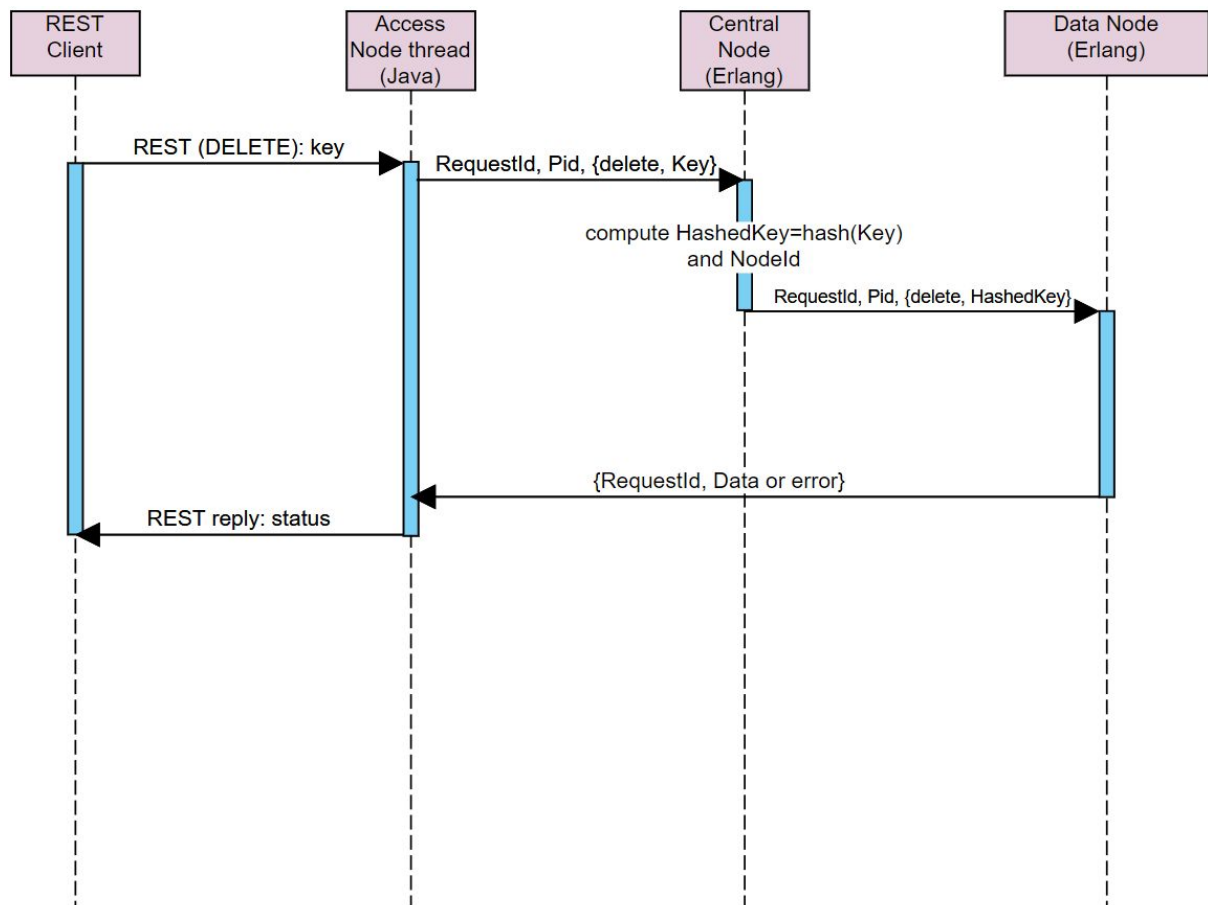 REST
Client
Access
Node thread
(Java)
Central
Node
(Erlang)
Data Node
(Erlang)
REST (DELETE): key
RequestId, Pid, {delete, Key}
compute HashedKey=hash(Key)
and NodeId
RequestId, Pid, {delete, HashedKey}
{RequestId, Data or error}
REST reply: status